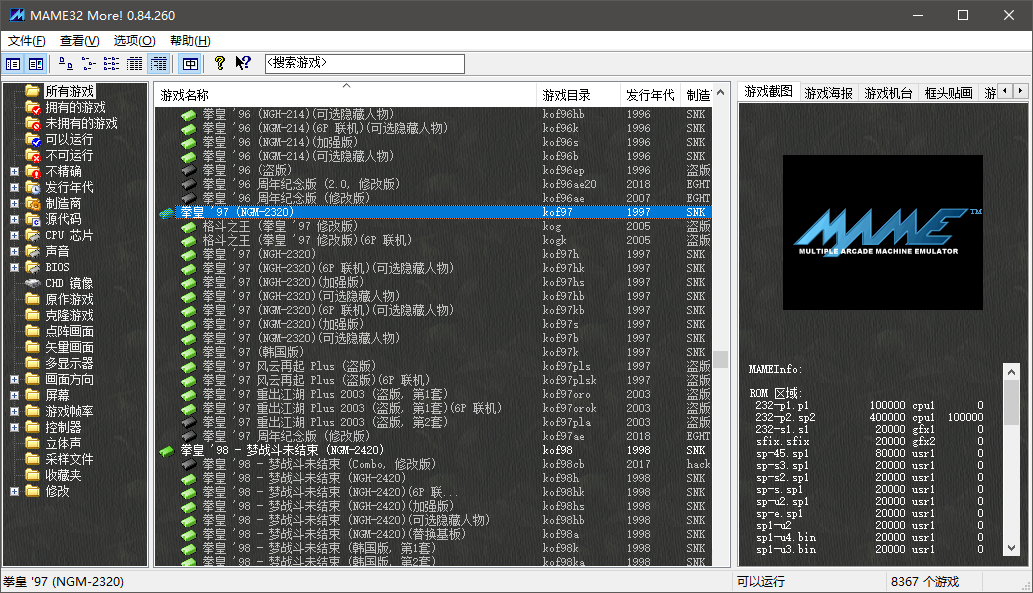 MAME32 More! 0.84.260
文件(F) 查看(V) 选项(O) 帮助(H)
<搜索游戏>
所有游戏
拥有的游戏
未拥有的游戏
可以运行
不可运行
不精确
发行年代
制造商
源代码
CPU 芯片
声音
BIOS
CHD 镜像
原作游戏
克隆游戏
点阵画面
矢量画面
多显示器
画面方向
屏幕
游戏帧率
控制器
立体声
采样文件
收藏夹
修改
游戏名称 游戏目录 发行年代 制造
拳皇 '96 (NGH-214)(可选隐藏人物) kof96hb 1996 SNK
拳皇 '96 (NGM-214)(6P 联机)(可选隐藏人物) kof96k 1996 SNK
拳皇 '96 (NGM-214)(加强版) kof96s 1996 SNK
拳皇 '96 (NGM-214)(可选隐藏人物) kof96b 1996 SNK
拳皇 '96 (盗版) kof96ep 1996 盗版
拳皇 '96 周年纪念版 (2.0, 修改版) kof96ae20 2018 EGHT
拳皇 '96 周年纪念版 (修改版) kof96ae 2007 EGHT
拳皇 '97 (NGM-2320) kof97 1997 SNK
格斗之王 (拳皇 '97 修改版) kog 2005 盗版
格斗之王 (拳皇 '97 修改版)(6P 联机) kogk 2005 盗版
拳皇 '97 (NGH-2320) kof97h 1997 SNK
拳皇 '97 (NGH-2320)(6P 联机)(可选隐藏人物) kof97hk 1997 SNK
拳皇 '97 (NGH-2320)(加强版) kof97hs 1997 SNK
拳皇 '97 (NGH-2320)(可选隐藏人物) kof97hb 1997 SNK
拳皇 '97 (NGM-2320)(6P 联机)(可选隐藏人物) kof97kb 1997 SNK
拳皇 '97 (NGM-2320)(加强版) kof97s 1997 SNK
拳皇 '97 (NGM-2320)(可选隐藏人物) kof97b 1997 SNK
拳皇 '97 (韩国版) kof97k 1997 SNK
拳皇 '97 风云再起 Plus (盗版) kof97pls 1997 盗版
拳皇 '97 风云再起 Plus (盗版)(6P 联机) kof97plsk 1997 盗版
拳皇 '97 重出江湖 Plus 2003 (盗版, 第1套) kof97oro 2003 盗版
拳皇 '97 重出江湖 Plus 2003 (盗版, 第1套)(6P 联机) kof97orok 2003 盗版
拳皇 '97 重出江湖 Plus 2003 (盗版, 第2套) kof97pla 2003 盗版
拳皇 '97 周年纪念版 (修改版) kof97ae 2018 EGHT
拳皇 '98 - 梦战斗未结束 (NGM-2420) kof98 1998 SNK
拳皇 '98 - 梦战斗未结束 (Combo, 修改版) kof98cb 2017 hack
拳皇 '98 - 梦战斗未结束 (NGH-2420) kof98h 1998 SNK
拳皇 '98 - 梦战斗未结束 (NGH-2420)(6P 联... kof98hk 1998 SNK
拳皇 '98 - 梦战斗未结束 (NGH-2420)(加强版) kof98hs 1998 SNK
拳皇 '98 - 梦战斗未结束 (NGH-2420)(可选隐藏人物) kof98hb 1998 SNK
拳皇 '98 - 梦战斗未结束 (NGM-2420)(替换基板) kof98a 1998 SNK
拳皇 '98 - 梦战斗未结束 (韩国版, 第1套) kof98k 1998 SNK
拳皇 '98 - 梦战斗未结束 (韩国版, 第2套) kof98ka 1998 SNK
游戏截图 游戏海报 游戏机台 框头贴画 游
MAME TM
MULTIPLE ARCADE MACHINE EMULATOR
MAMEInfo:
ROM 区域:
232-p1.p1 100000 cpu1 0
232-p2.sp2 400000 cpu1 100000
232-s1.s1 20000 gfx1 0
sfix.sfix 20000 gfx2 0
sp-45.sp1 80000 usr1 0
sp-s3.sp1 20000 usr1 0
sp-s2.sp1 20000 usr1 0
sp-s.sp1 20000 usr1 0
sp-u2.sp1 20000 usr1 0
sp-e.sp1 20000 usr1 0
sp1-u2 20000 usr1 0
sp1-u4.bin 20000 usr1 0
sp1-u3.bin 20000 usr1 0
拳皇 '97 (NGM-2320) 可以运行 8367 个游戏